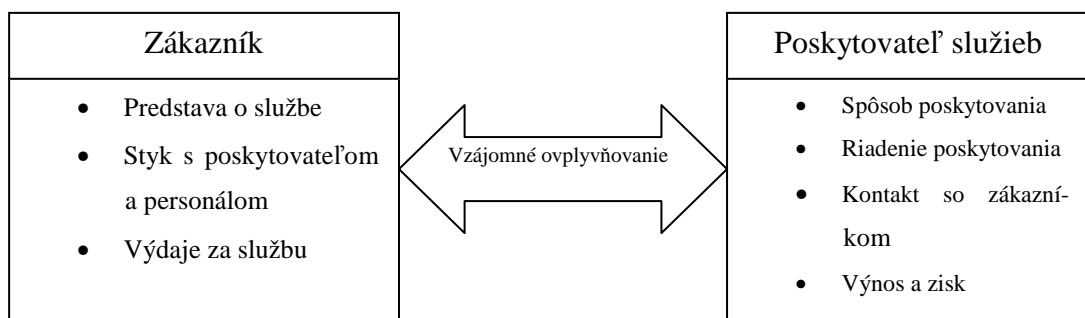 Zákazník
• Predstava o službe
• Styk s poskytovateľom
a personálom
• Výdaje za službu
Vzájomné ovplyvňovanie
Poskytovateľ služieb
• Spôsob poskytovania
• Riadenie poskytovania
• Kontakt so zákazní-
kom
• Výnos a zisk